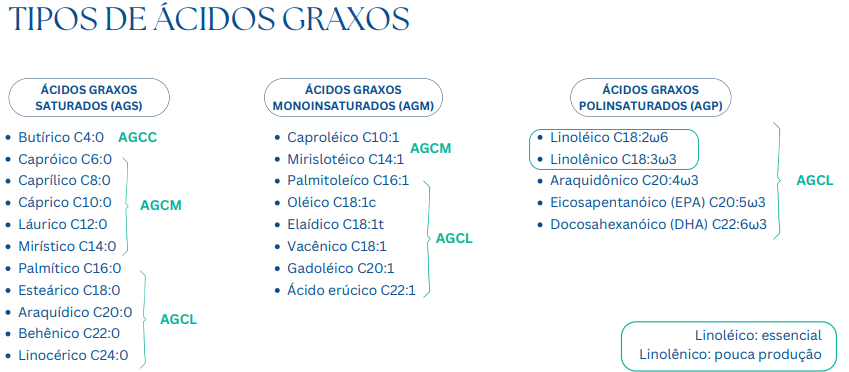 TIPOS DE ÁCIDOS GRAXOS
ÁCIDOS GRAXOS
SATURADOS (AGS)
• Butírico C4:0 AGCC
• Capróico C6:0
• Caprílico C8:0
• Cáprico C10:0
AGCM
• Láurico C12:0
• Mirístico C14:0
• Palmítico C16:0
• Esteárico C18:0
• Araquídico C20:0
AGCL
• Behênico C22:0
• Linocérico C24:0
ÁCIDOS GRAXOS
MONOINSATURADOS (AGM)
• Caproléico C10:1
AGCM
• Mirislotéico C14:1
• Palmitoleíco C16:1
• Oléico C18:1c
• Elaídico C18:1t
AGCL
• Vacênico C18:1
• Gadoléico C20:1
• Ácido erúcico C22:1
ÁCIDOS GRAXOS
POLINSATURADOS (AGP)
• Linoléico C18:2ω6
• Linolênico C18:3ω3
• Araquidônico C20:4ω3
AGCL
• Eicosapentanóico (EPA) C20:5ω3
• Docosahexanóico (DHA) C22:6ω3
Linoléico: essencial
Linolênico: pouca produção